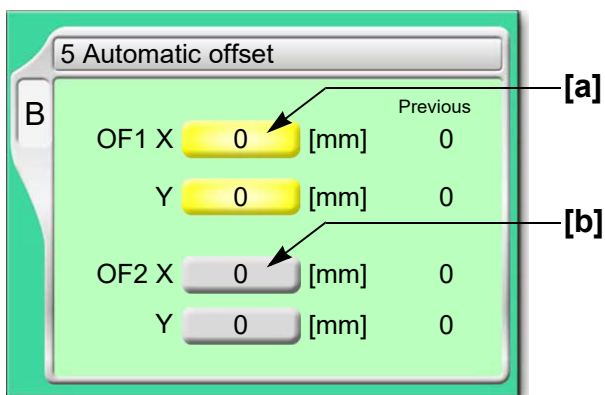 5 Automatic offset
[a]
B
Previous
OF1 X 0 [mm] 0
Y 0 [mm] 0
[b]
OF2 X 0 [mm] 0
Y 0 [mm] 0